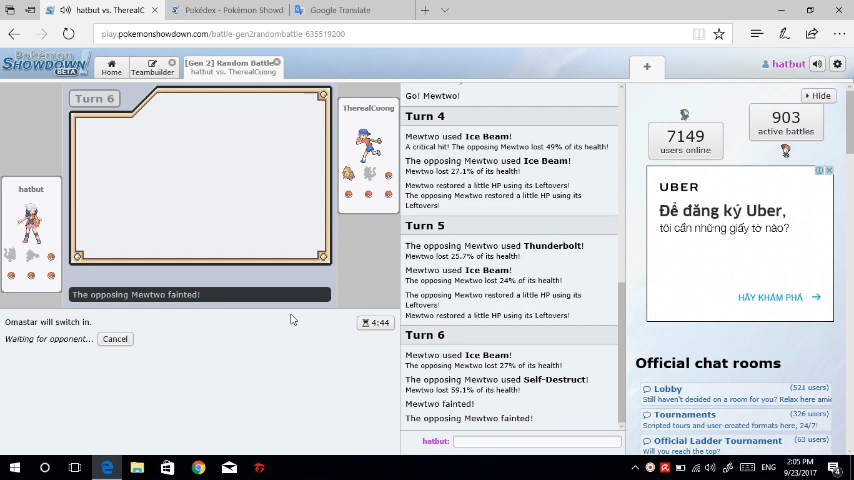 hatbut vs. TherealC
Pokédex - Pokémon Showd
Google Translate
play.pokemonshowdown.com/battle-gen2randombattle-635519200
Pokémon
SHOWDOWN
BETA
Home
Teambuilder
[Gen 2] Random Battle
hatbut vs. TherealCuong
hatbut
Turn 6
TherealCuong
hatbut
The opposing Mewtwo fainted!
Omastar will switch in.
Waiting for opponent...
Cancel
4:44
Go! Mewtwo!
Turn 4
Mewtwo used Ice Beam!
A critical hit! The opposing Mewtwo lost 49% of its health!
The opposing Mewtwo used Ice Beam!
Mewtwo lost 27.1% of its health!
Mewtwo restored a little HP using its Leftovers!
The opposing Mewtwo restored a little HP using its
Leftovers!
Turn 5
The opposing Mewtwo used Thunderbolt!
Mewtwo lost 25.7% of its health!
Mewtwo used Ice Beam!
The opposing Mewtwo lost 24% of its health!
The opposing Mewtwo restored a little HP using its
Leftovers!
Mewtwo restored a little HP using its Leftovers!
Turn 6
Mewtwo used Ice Beam!
The opposing Mewtwo lost 27% of its health!
The opposing Mewtwo used Self-Destruct!
Mewtwo lost 59.1% of its health!
Mewtwo fainted!
The opposing Mewtwo fainted!
hatbut:
Hide
7149
users online
903
active battles
UBER
Để đăng ký Uber,
tôi cần những giấy tờ nào?
HÃY KHÁM PHÁ
Official chat rooms
Lobby
(521 users)
Still haven't decided on a room for you? Relax here amic
Tournaments
(326 users)
Scripted tours and user-created formats here, 24/7!
Official Ladder Tournament
(63 users)
Will you reach the top?
ENG
2:05 PM
9/23/2017
4